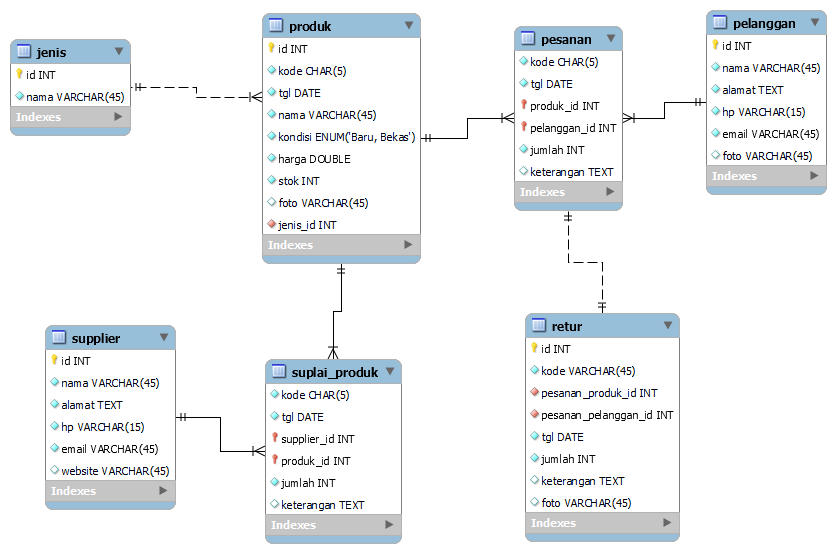 jenis
id INT
nama VARCHAR(45)
Indexes
produk
id INT
kode CHAR(5)
tgl DATE
nama VARCHAR(45)
kondisi ENUM('Baru, Bekas')
harga DOUBLE
stok INT
foto VARCHAR(45)
jenis_id INT
Indexes
pesanan
kode CHAR(5)
tgl DATE
produk_id INT
pelanggan_id INT
jumlah INT
keterangan TEXT
Indexes
pelanggan
id INT
nama VARCHAR(45)
alamat TEXT
hp VARCHAR(15)
email VARCHAR(45)
foto VARCHAR(45)
Indexes
supplier
id INT
nama VARCHAR(45)
alamat TEXT
hp VARCHAR(15)
email VARCHAR(45)
website VARCHAR(45)
Indexes
suplai_produk
kode CHAR(5)
tgl DATE
supplier_id INT
produk_id INT
jumlah INT
keterangan TEXT
Indexes
retur
id INT
kode VARCHAR(45)
pesanan_produk_id INT
pesanan_pelanggan_id INT
tgl DATE
jumlah INT
keterangan TEXT
foto VARCHAR(45)
Indexes